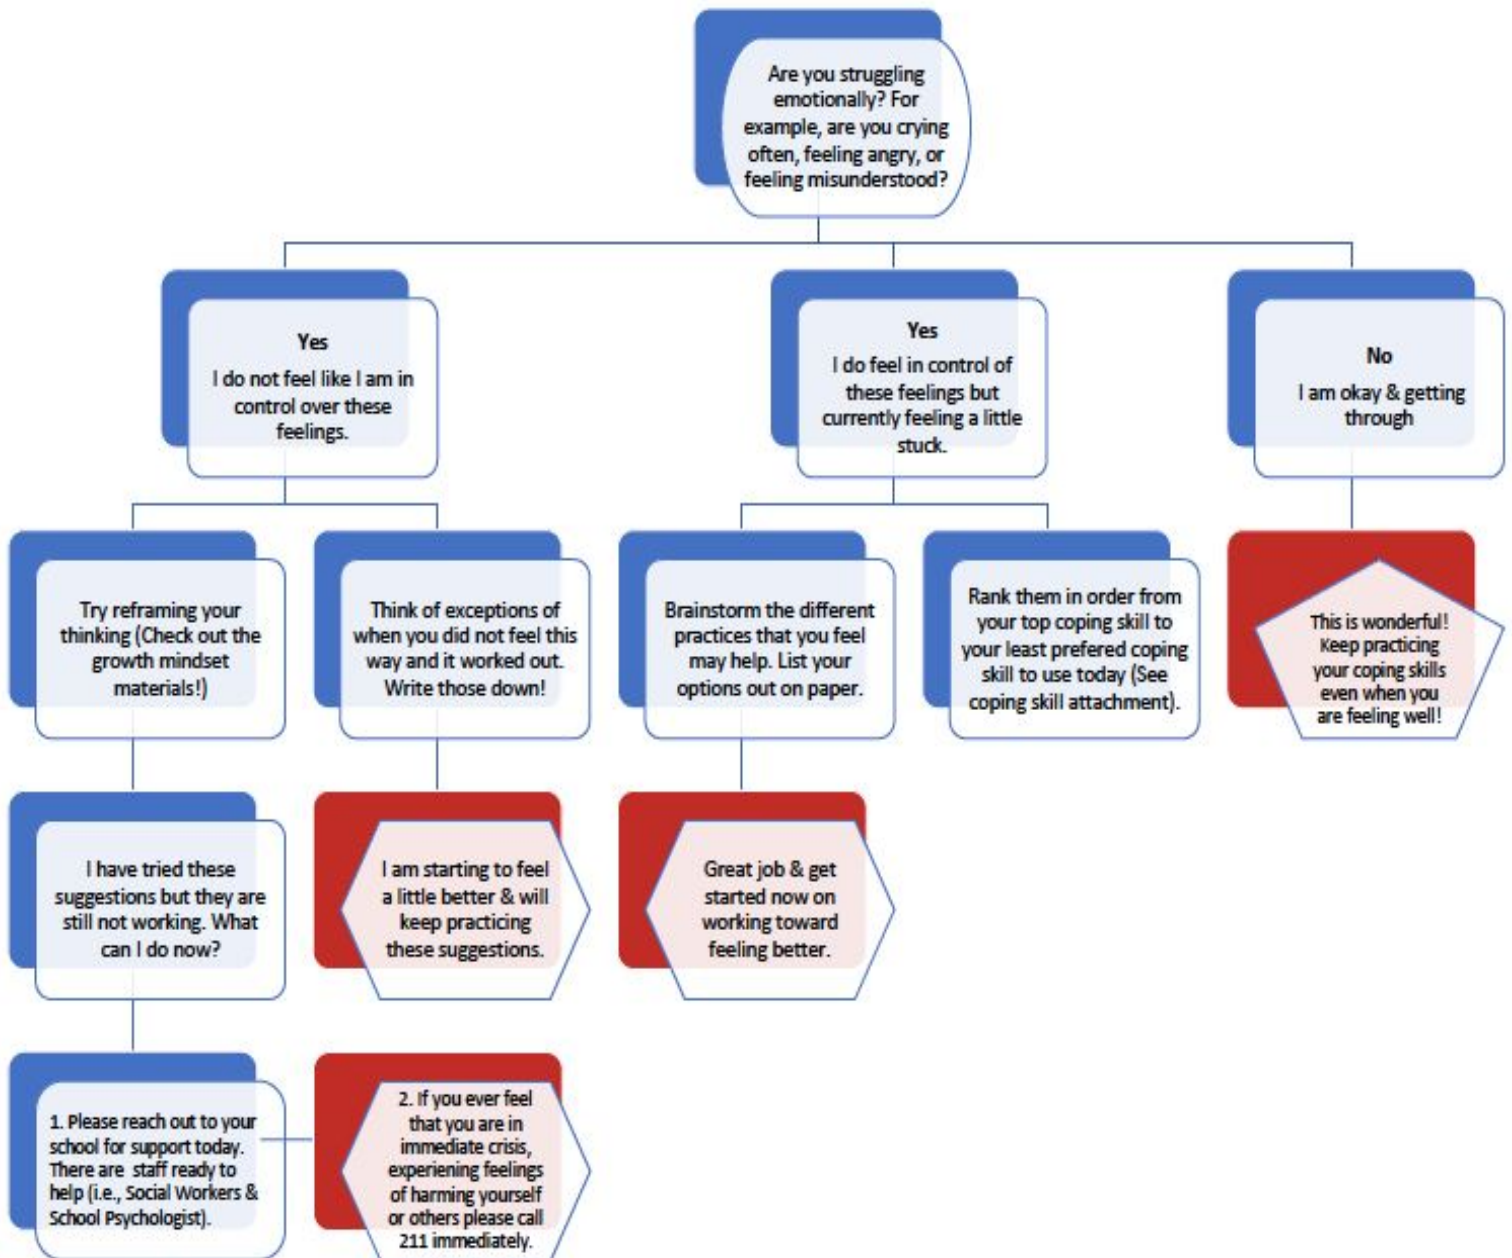 Are you struggling
emotionally? For
example, are you crying
often, feeling angry, or
feeling misunderstood?
Yes
I do not feel like I am in
control over these
feelings.
Yes
I do feel in control of
these feelings but
currently feeling a little
stuck.
No
I am okay & getting
through
Try reframing your
thinking (Check out the
growth mindset
materials!)
Think of exceptions of
when you did not feel this
way and it worked out.
Write those down!
Brainstorm the different
practices that you feel
may help. List your
options out on paper.
Rank them in order from
your top coping skill to
your least prefered coping
skill to use today (See
coping skill attachment).
This is wonderful!
Keep practicing
your coping skills
even when you
are feeling well!
I have tried these
suggestions but they are
still not working. What
can I do now?
I am starting to feel
a little better & will
keep practicing
these suggestions.
Great job & get
started now on
working toward
feeling better.
1. Please reach out to your
school for support today.
There are staff ready to
help (i.e., Social Workers &
School Psychologist).
2. If you ever feel
that you are in
immediate crisis,
experiening feelings
of harming yourself
or others please call
211 immediately.